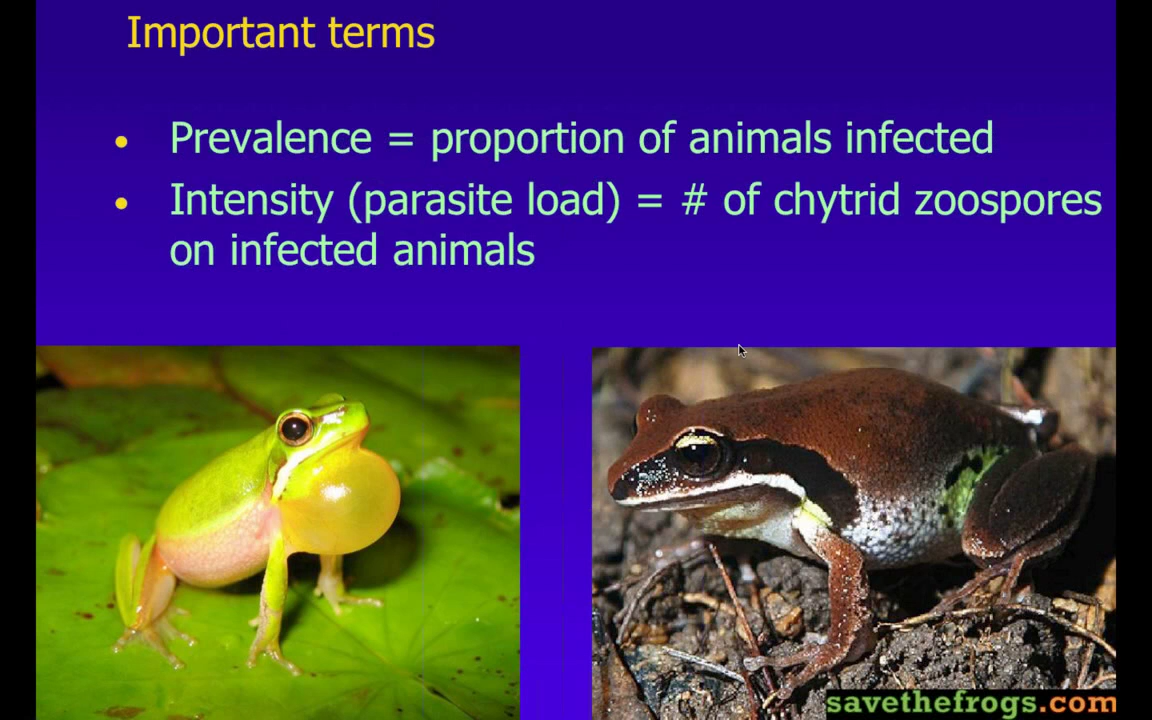 Important terms
• Prevalence = proportion of animals infected
• Intensity (parasite load) = # of chytrid zoospores
on infected animals
savethefrogs.com